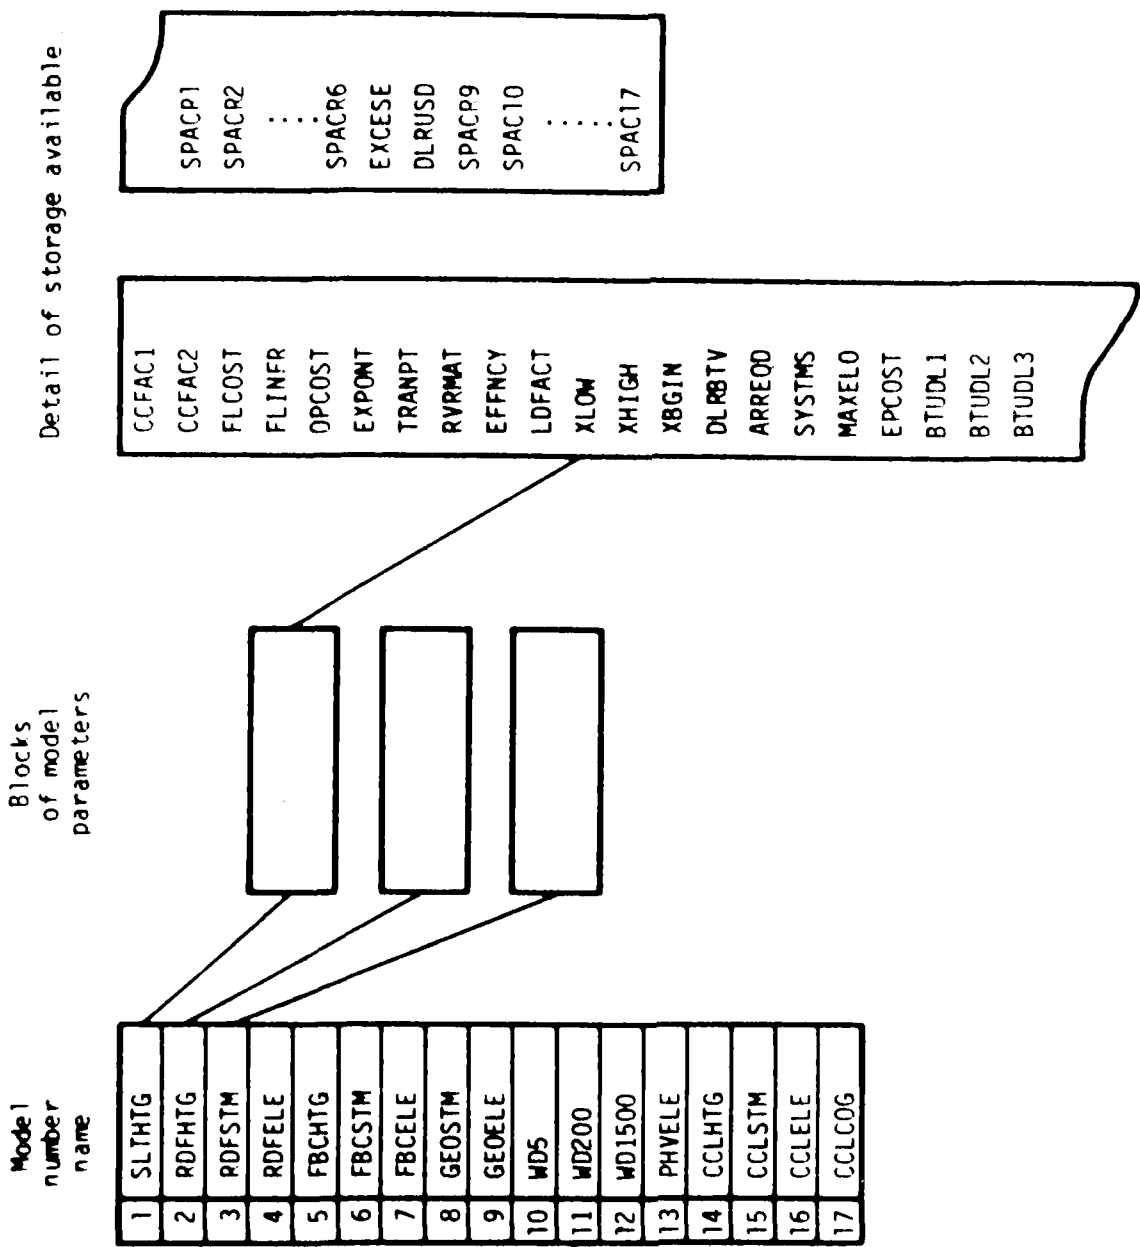 Model
number
name
1 SLTHTG
2 RDFHTG
3 RDFSTM
4 RDFELE
5 FBCHTG
6 FBCSTM
7 FBCELE
8 GEOSTM
9 GEOELE
10 WD5
11 WD200
12 WD1500
13 PHVELE
14 CCLHTG
15 CCLSTM
16 CCLELE
17 CCLCOG
Blocks
of model
parameters
Detail of storage available
CCFAC1
CCFAC2
FLCOST
FLINFR
OPCOST
EXPONT
TRANPT
RVRMAT
EFFNCY
LDFACT
XLOW
XHIGH
XBGIN
DLRBTV
ARREQD
SYSTMS
MAXELO
EPCOST
BTUDL1
BTUDL2
BTUDL3
SPACP1
SPACR2
SPACR6
EXCESE
DLRUSD
SPACR9
SPAC10
SPAC17